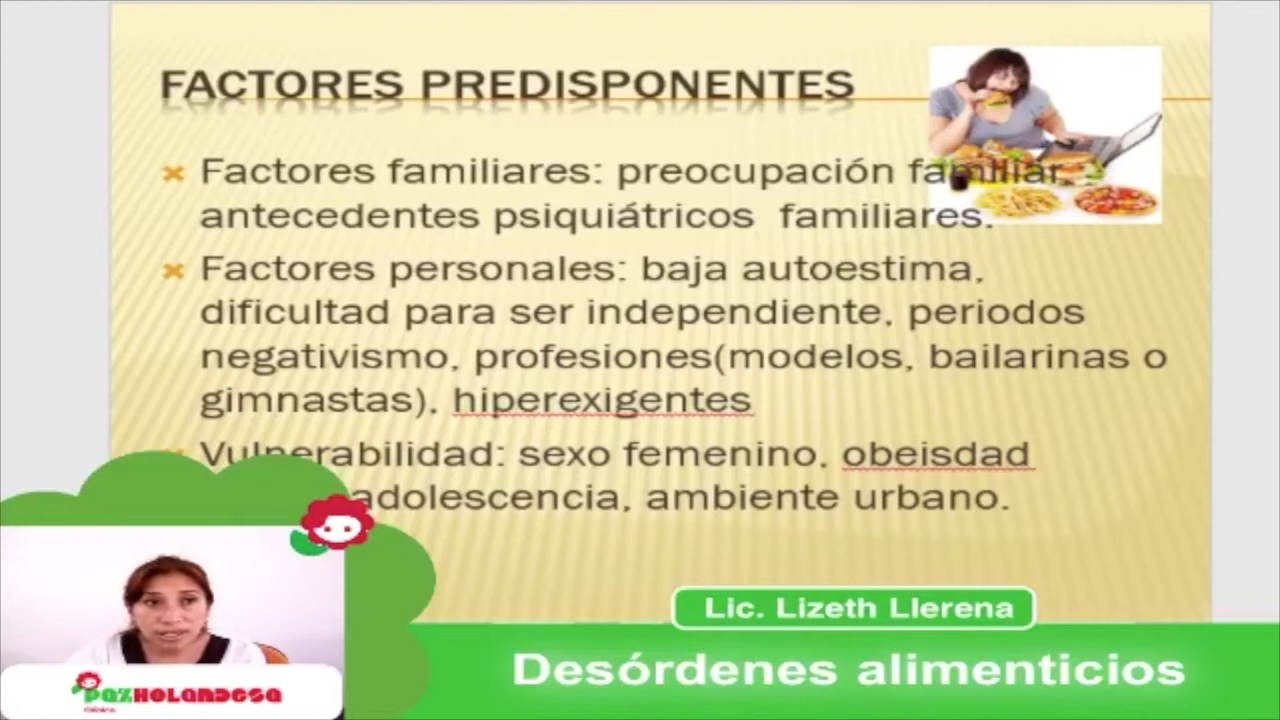 FACTORES PREDISPONENTES
Factores familiares: preocupación familiar
antecedentes psiquiátricos familiares.
Factores personales: baja autoestima,
dificultad para ser independiente, periodos
negativismo, profesiones(modelos, bailarinas o
gimnastas), hiperexigentes
Vulnerabilidad: sexo femenino, obeisdad
adolescencia, ambiente urbano.
Lic. Lizeth Llerena
Desórdenes alimenticios
PAZHOLANDESA